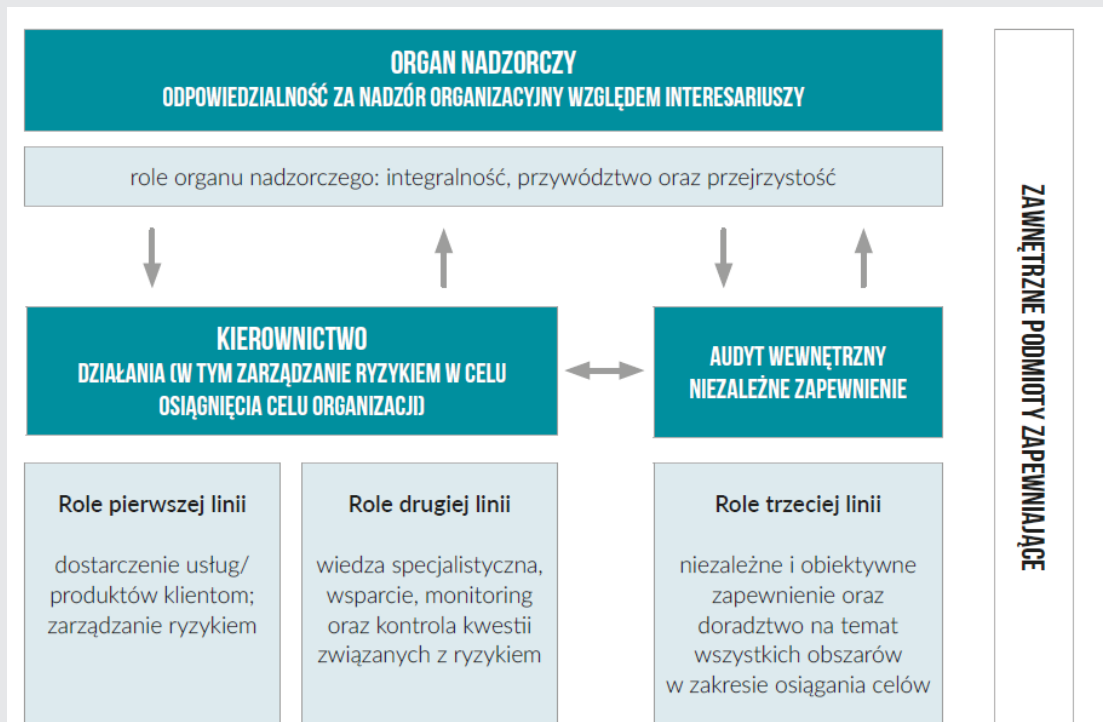 ORGAN NADZORCZY
ODPOWIEDZIALNOŚĆ ZA NADZÓR ORGANIZACYJNY WZGLĘDEM INTERESARIUSZY
role organu nadzorczego: integralność, przywództwo oraz przejrzystość
KIEROWNICTWO
DZIAŁANIA (W TYM ZARZĄDZANIE RYZYKIEM W CELU
OSIĄGNIĘCIA CELU ORGANIZACJI)
AUDYT WEWNĘTRZNY
NIEZALEŻNE ZAPEWNIENIE
Role pierwszej linii
dostarczenie usług/
produktów klientom;
zarządzanie ryzykiem
Role drugiej linii
wiedza specjalistyczna,
wsparcie, monitoring
oraz kontrola kwestii
związanych z ryzykiem
Role trzeciej linii
niezależne i obiektywne
zapewnienie oraz
doradztwo na temat
wszystkich obszarów
w zakresie osiągania celów
ZAWNĘTRZNE PODMIOTY ZAPEWNIAJĄCE